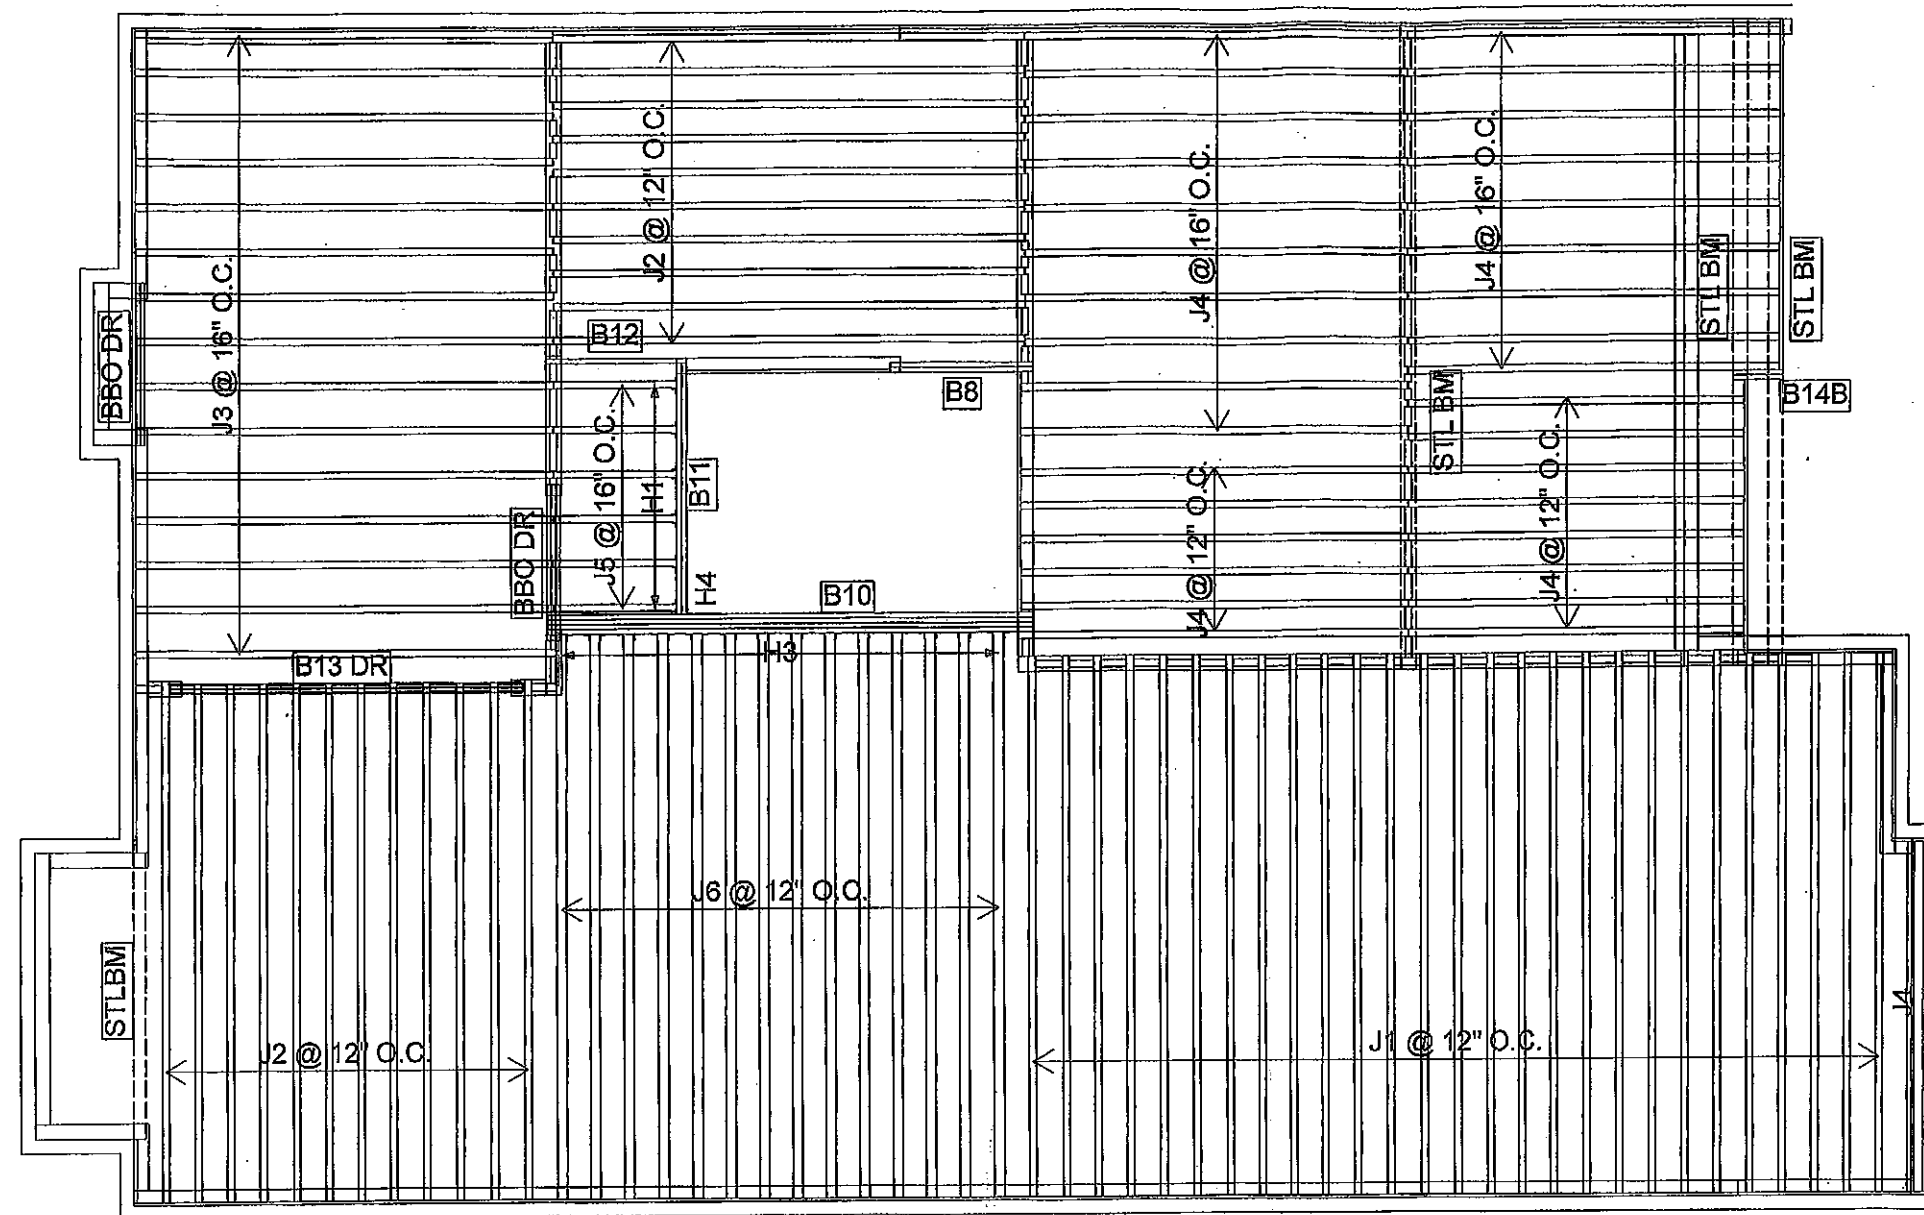 J3 @ 16" O.C.
J2 @ 12" O.C.
J4 @ 16" O.C.
J4 @ 16" O.C.
STL BM
STL BM
BBO DR
B12
B8
STL BM
B14B
J5 @ 16" O.C.
H1
B11
BBO DR
H4
B10
J4 @ 12" O.C.
J4 @ 12" O.C.
B13 DR
H3
J6 @ 12" O.C.
STLBM
J2 @ 12" O.C.
J1 @ 12" O.C.
J4